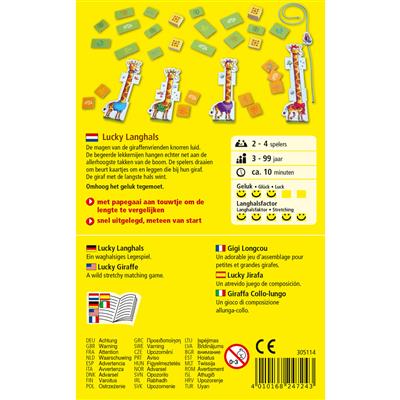 Lucky Langhals
De magen van de giraffenvrienden knorren luid.
De begeerde lekkermijen hangen echter net aan de
allerhoogste takken van de boom. De spelers draaien
om beurt kaartjes om en leggen die bij hun giraf.
De giraf met de langste hals wint.
Omhoog het geluk tegemoet.
• met papegaai aan touwtje om de
lengte te vergelijken
• snel uitgelegd, meteen van start
2 - 4 spelers
3 - 99 jaar
ca. 10 minuten
Geluk • Glück • Luck
Langhalsfactor
Langhalsfaktor • Stretching
Lucky Langhals
Ein waghalsiges Legespiel.
Lucky Giraffe
A wild stretchy matching game.
Gigi Longcou
Un adorable jeu d'assemblage pour
petites et grandes girafes.
Lucky Jirafa
Un atrevido juego de composición.
Giraffa Collo-lungo
Un gioco di composizione
allunga-collo.
DEU Achtung
GBR Warning
FRA Attention
NLD Waarschuwing
ESP Advertencia
ITA Avvertenza
DNK Advarsel
FIN Varoitus
POL Ostrzeżenie
GRC Προειδοποίηση
SWE Varning
CZE Upozornění
PRT Aviso
HUN Figyelmeztetés
NOR Advarsel
SVN Opozorilo
IRL Rabhadh
SVK Upozornenie
LTU Įspėjimas
EVA Brīdinājums
BGR внимание
EST Hoiatus
MLT Twissija
ROM Avertisment
ISL Aðvörun
HRV Upozorenje
TUR Uyarı
0-3
CE
305114
4 010168 247243